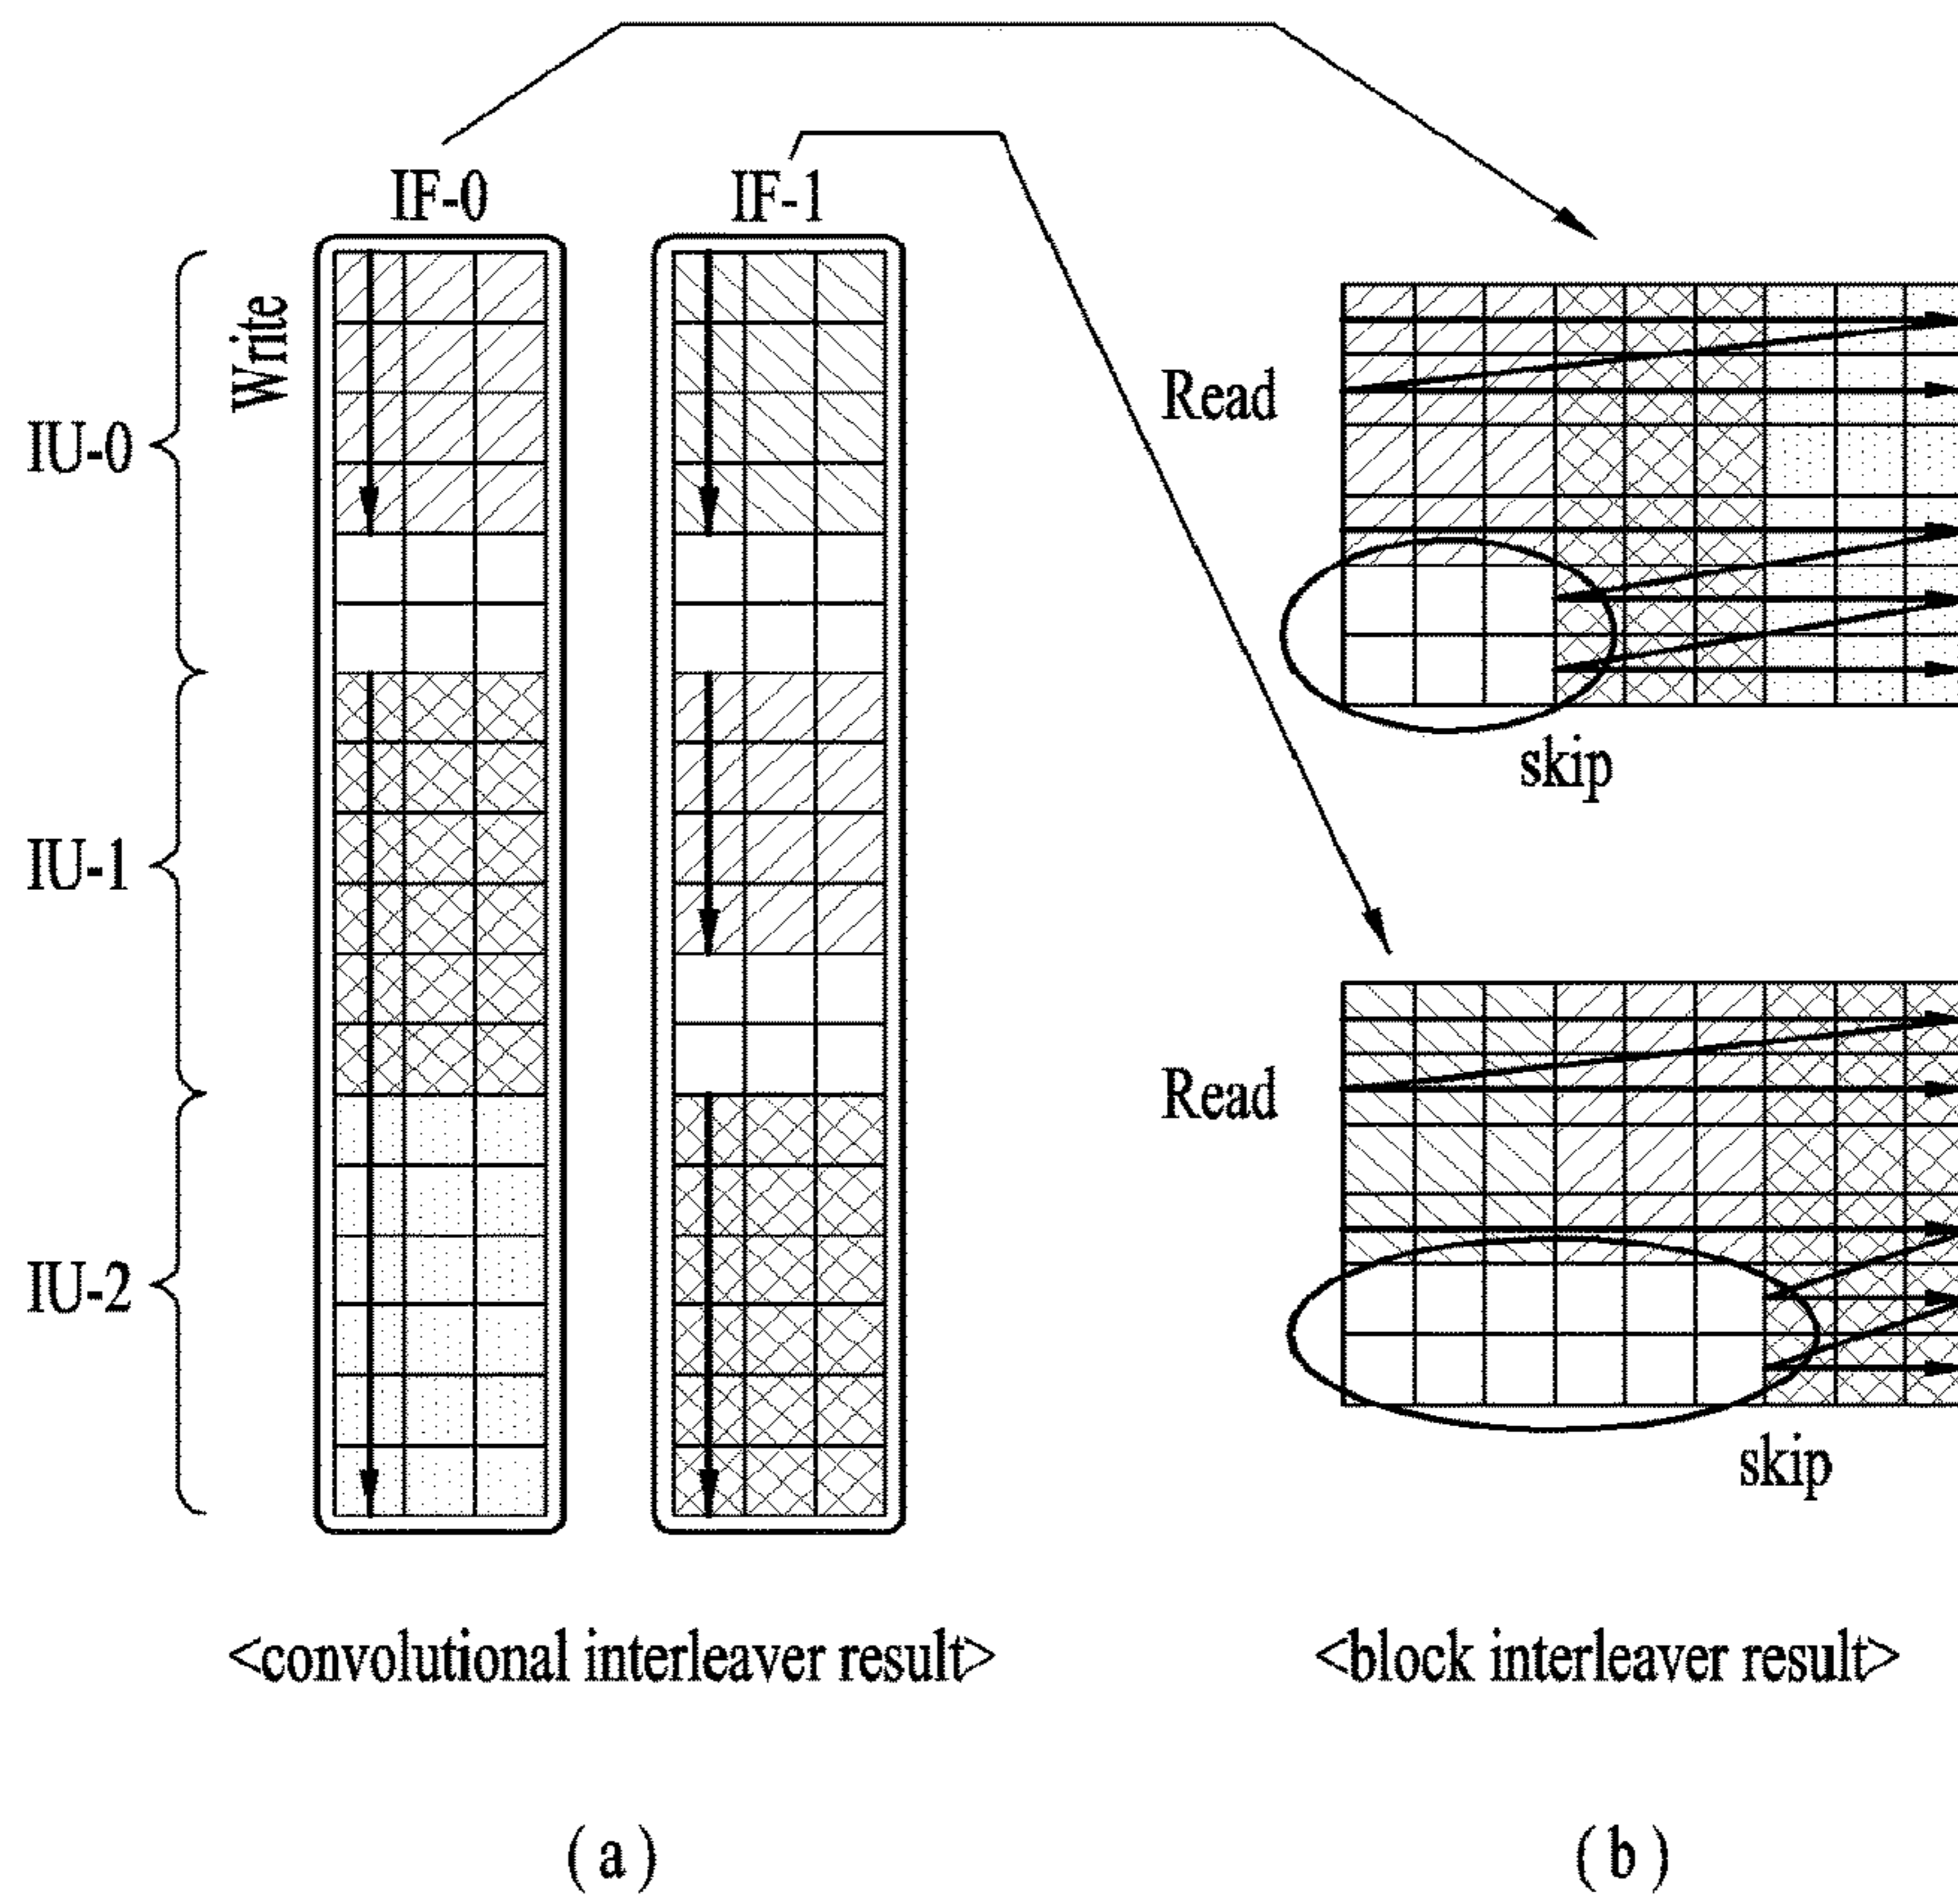 IF-0
IF-1
Write
IU-0
IU-1
IU-2
Read
skip
Read
skip
<convolutional interleaver result>
<block interleaver result>
( a )
( b )